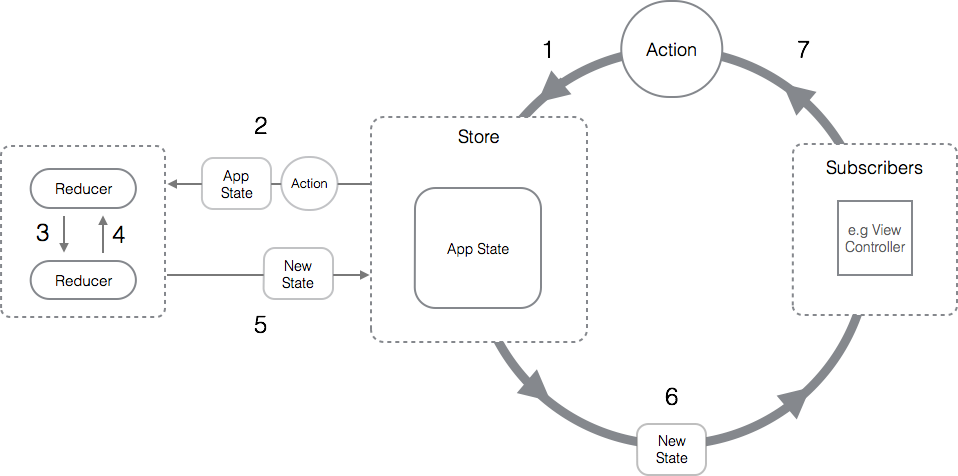 1
Action
7
2
Store
App
State
Action
Subscribers
Reducer
3
4
App State
e.g View
Controller
Reducer
New
State
5
6
New
State